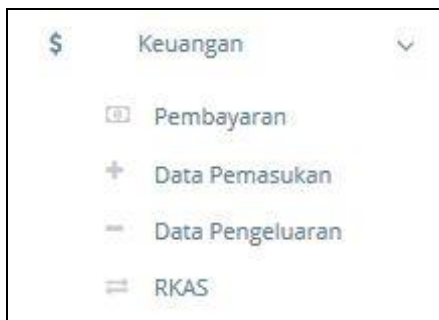 $ Keuangan
Pembayaran
Data Pemasukan
Data Pengeluaran
RKAS